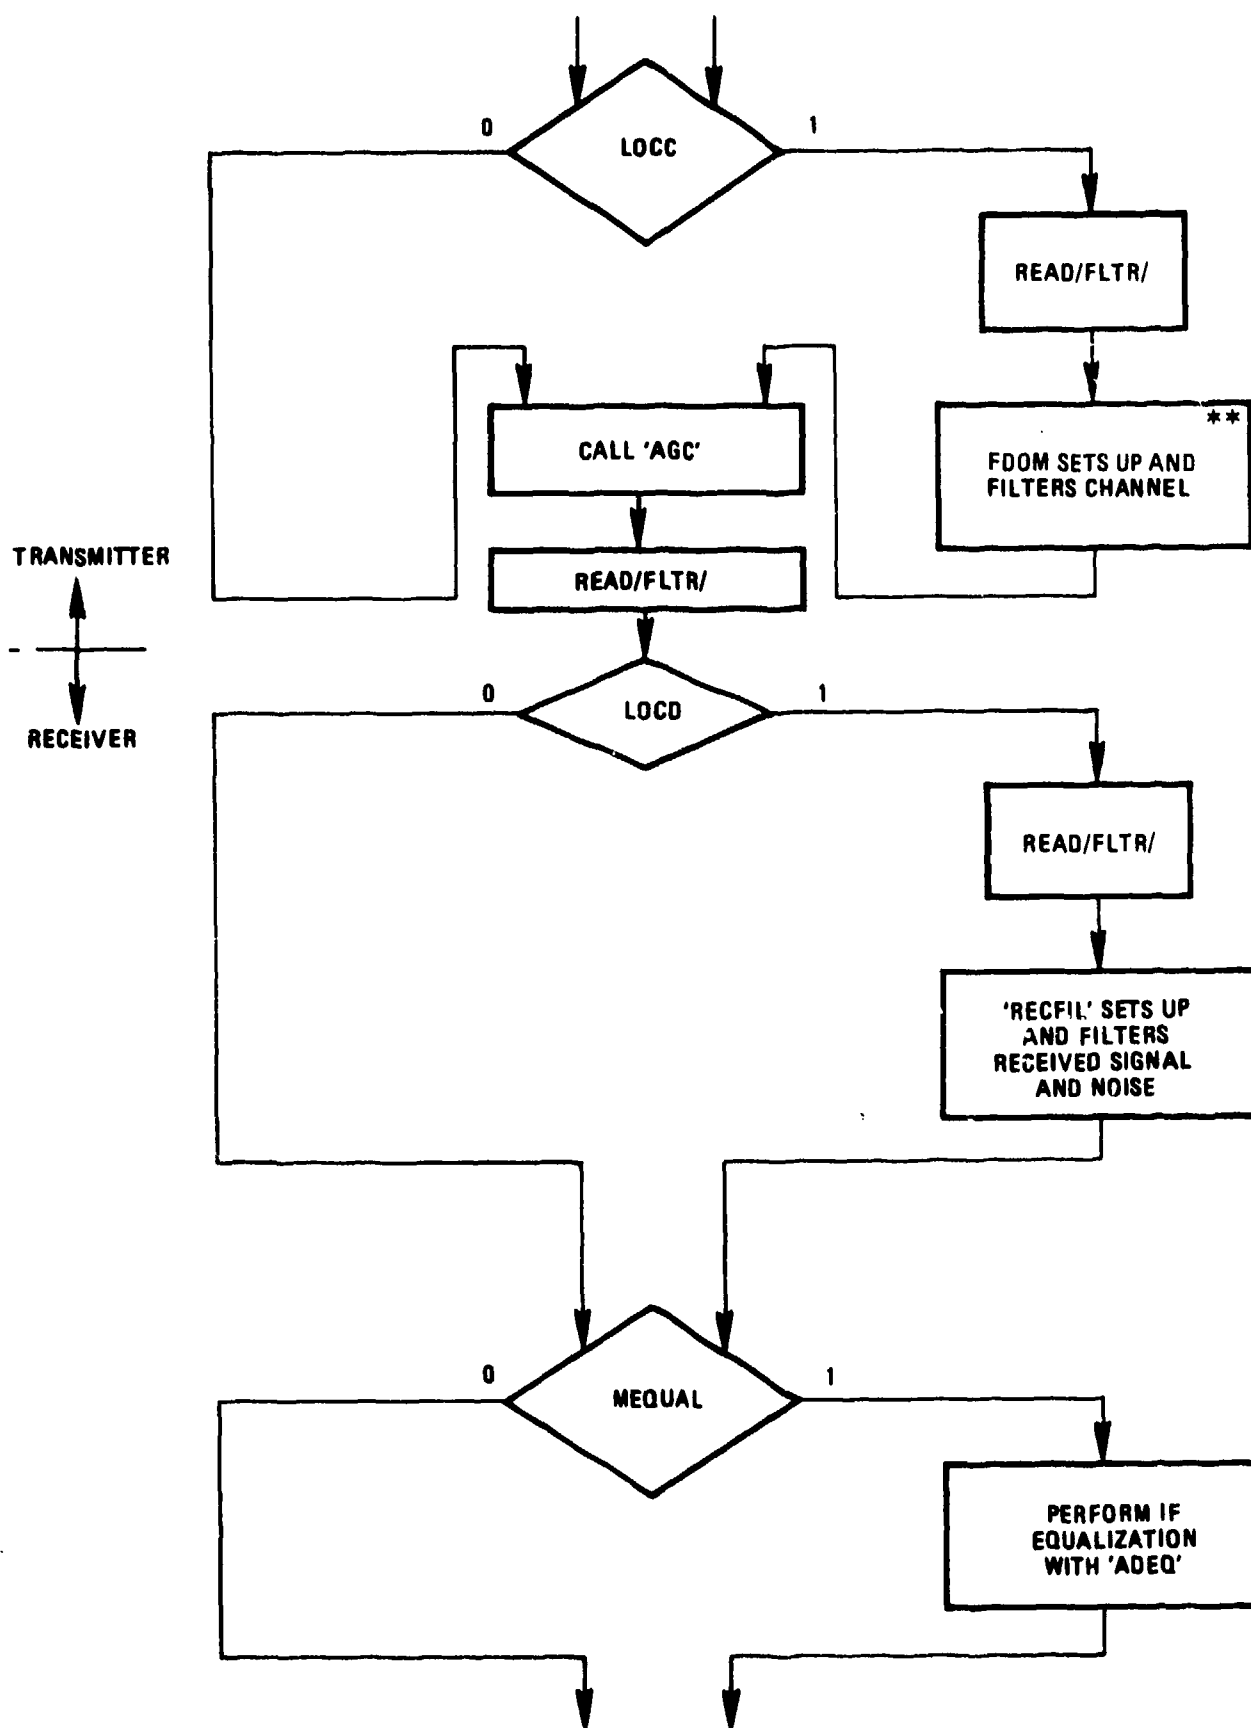 0
LOCC
1
READ/FLTR/
**
CALL 'AGC'
FDOM SETS UP AND
FILTERS CHANNEL
TRANSMITTER
READ/FLTR/
0
LOCD
1
RECEIVER
READ/FLTR/
'RECFIL' SETS UP
AND FILTERS
RECEIVED SIGNAL
AND NOISE
0
MEQUAL
1
PERFORM IF
EQUALIZATION
WITH 'ADEQ'